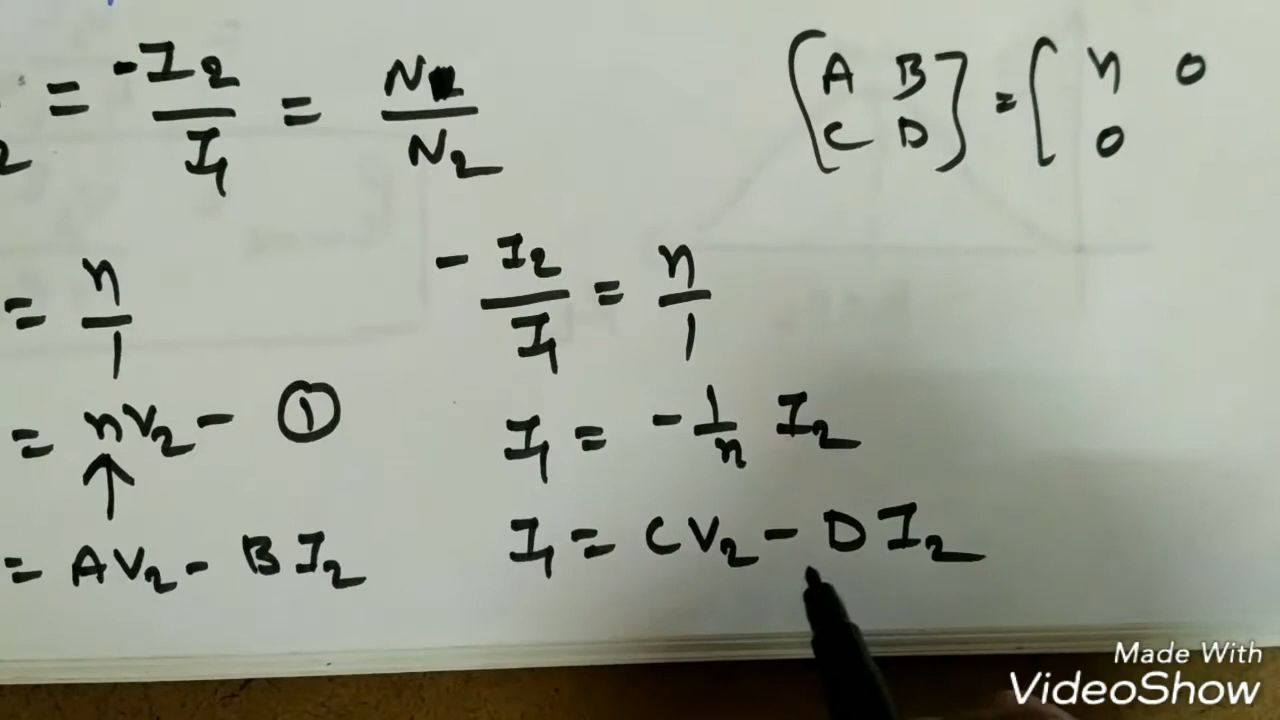 2 = -I2/I1 = N1/N2
[A B C D] = [n 0 0
= n/1
- I2/I1 = n/1
= nV2 - ①
I1 = -1/n I2
↑
= AV2 - BI2
I1 = CV2 - DI2
Made With
VideoShow